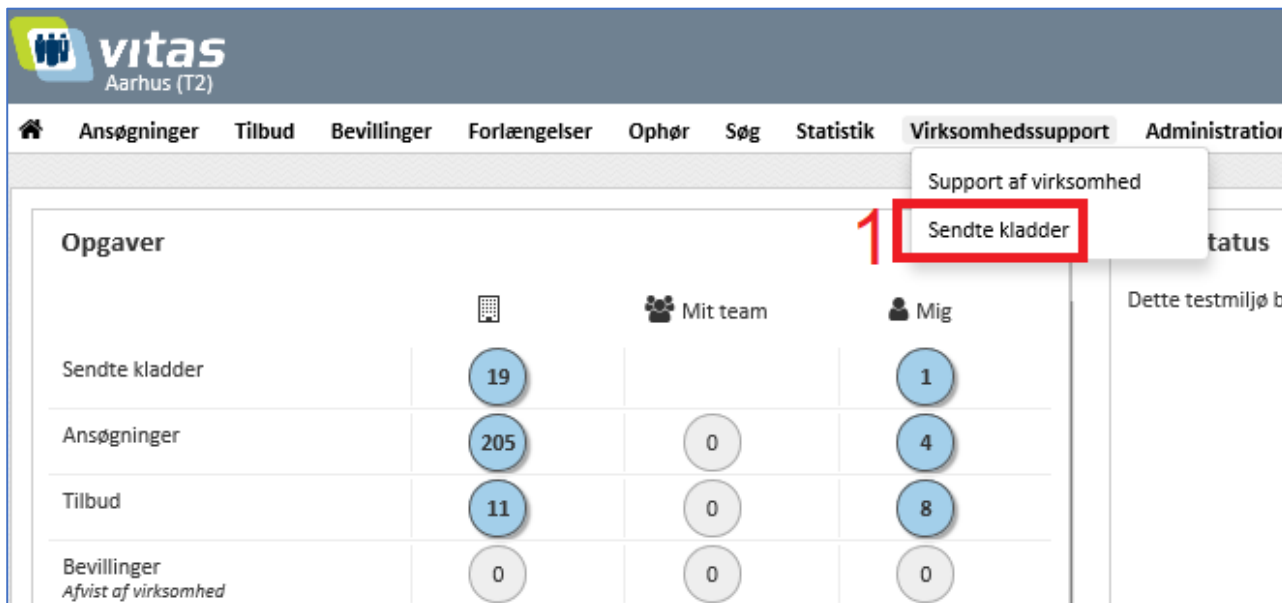 vitas
Aarhus (T2)
Ansøgninger Tilbud Bevillinger Forlængelser Ophør Søg Statistik Virksomhedssupport Administration
Support af virksomhed
1 Sendte kladder
Opgaver tatus
Mit team Mig Dette testmiljø b
Sendte kladder 19 1
Ansøgninger 205 0 4
Tilbud 11 0 8
Bevillinger 0 0 0
Afvist af virksomhed